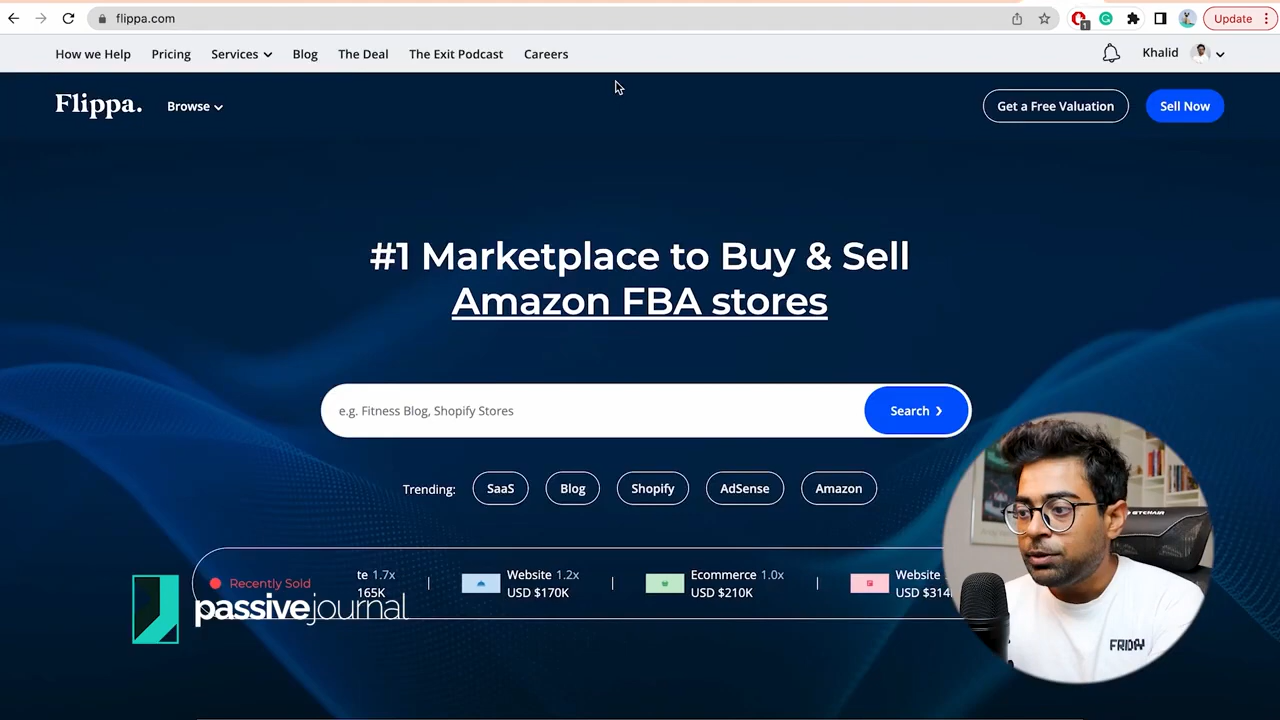 flippa.com
1
Update
How we Help Pricing Services Blog The Deal The Exit Podcast Careers
Khalid
Flippa.
Browse
Get a Free Valuation
Sell Now
#1 Marketplace to Buy & Sell
Amazon FBA stores
e.g. Fitness Blog, Shopify Stores
Search
Trending: SaaS Blog Shopify AdSense Amazon
Recently Sold
te 1.7x
165K
Website 1.2x
USD $170K
Ecommerce 1.0x
USD $210K
Website
USD $314
passivejournal
FRIDAY